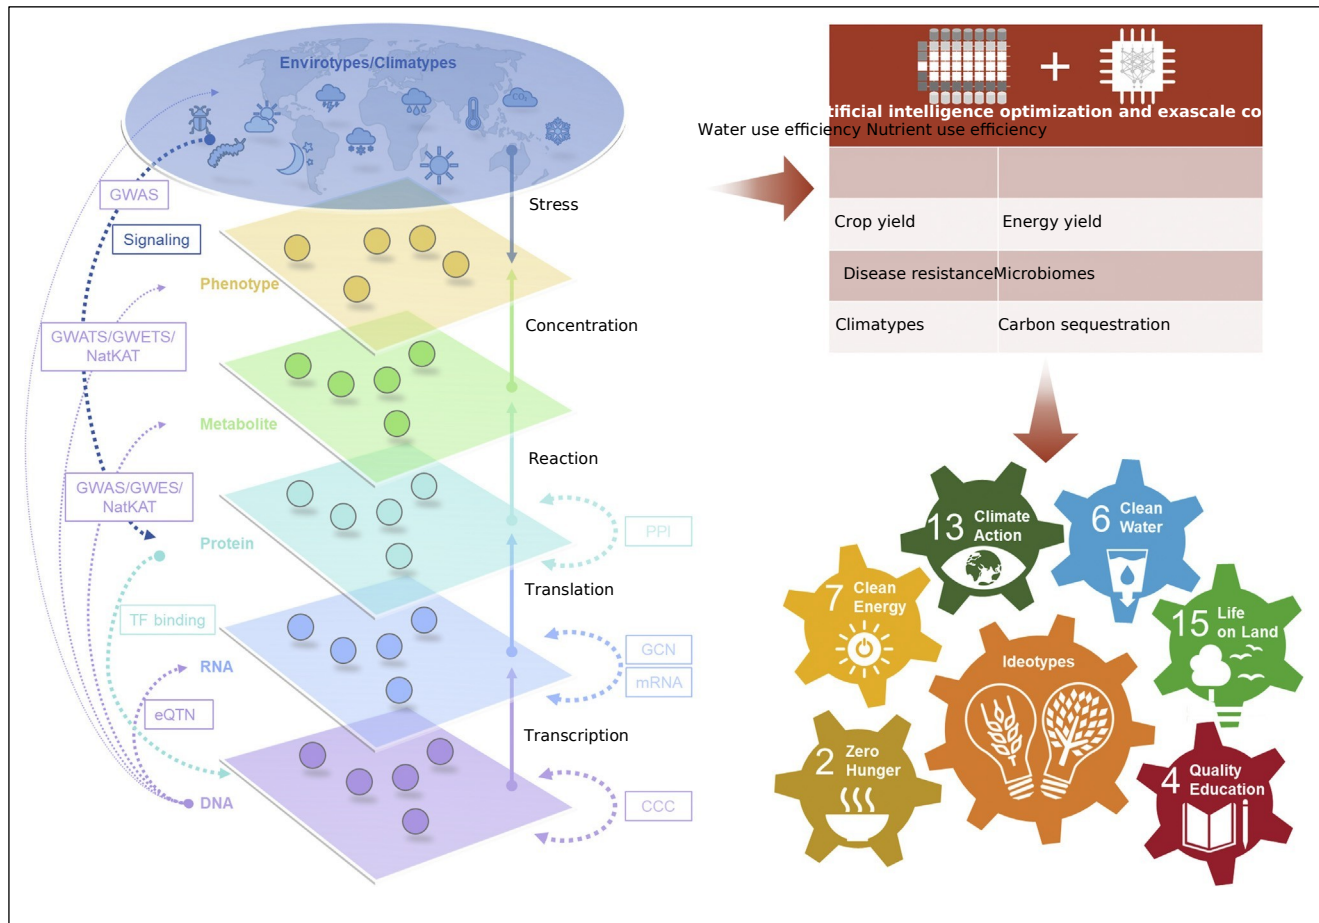 Envirotypes/Climatypes
CO₂
GWAS
Signaling
Stress
Phenotype
GWATS/GWETS/
NatKAT
Concentration
Metabolite
GWAS/GWES/
NatKAT
Reaction
Protein
PPI
TF binding
Translation
RNA
GCN
mRNA
eQTN
Transcription
DNA
CCC
tificial intelligence optimization and exascale co
Water use efficiency Nutrient use efficiency
Crop yield
Energy yield
Disease resistance
Microbiomes
Climatypes
Carbon sequestration
13 Climate
Action
6 Clean
Water
7 Clean
Energy
15 Life
on Land
Ideotypes
2 Zero
Hunger
4 Quality
Education